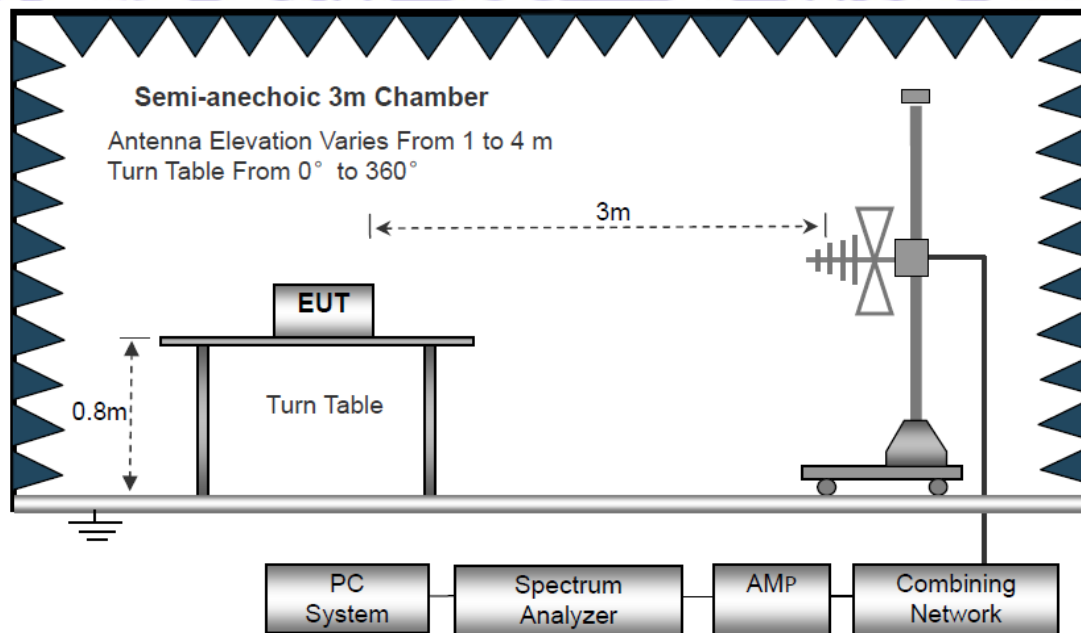 Semi-anechoic 3m Chamber
Antenna Elevation Varies From 1 to 4 m
Turn Table From 0° to 360°
3m
EUT
0.8m
Turn Table
PC
System
Spectrum
Analyzer
AMP
Combining
Network